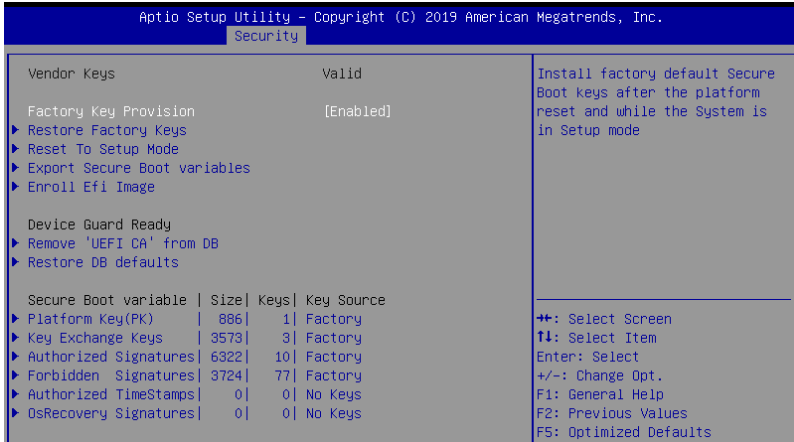 Aptio Setup Utility – Copyright (C) 2019 American Megatrends, Inc.
Security
Vendor Keys Valid
Factory Key Provision [Enabled]
Restore Factory Keys
Reset To Setup Mode
Export Secure Boot variables
Enroll Efi Image
Device Guard Ready
Remove 'UEFI CA' from DB
Restore DB defaults
Secure Boot variable | Size| Keys| Key Source
Platform Key(PK) | 886| 1| Factory
Key Exchange Keys | 3573| 3| Factory
Authorized Signatures| 6322| 10| Factory
Forbidden Signatures| 3724| 77| Factory
Authorized TimeStamps| 0| 0| No Keys
OsRecovery Signatures| 0| 0| No Keys
Install factory default Secure
Boot keys after the platform
reset and while the System is
in Setup mode
→←: Select Screen
↑↓: Select Item
Enter: Select
+/-: Change Opt.
F1: General Help
F2: Previous Values
F5: Optimized Defaults